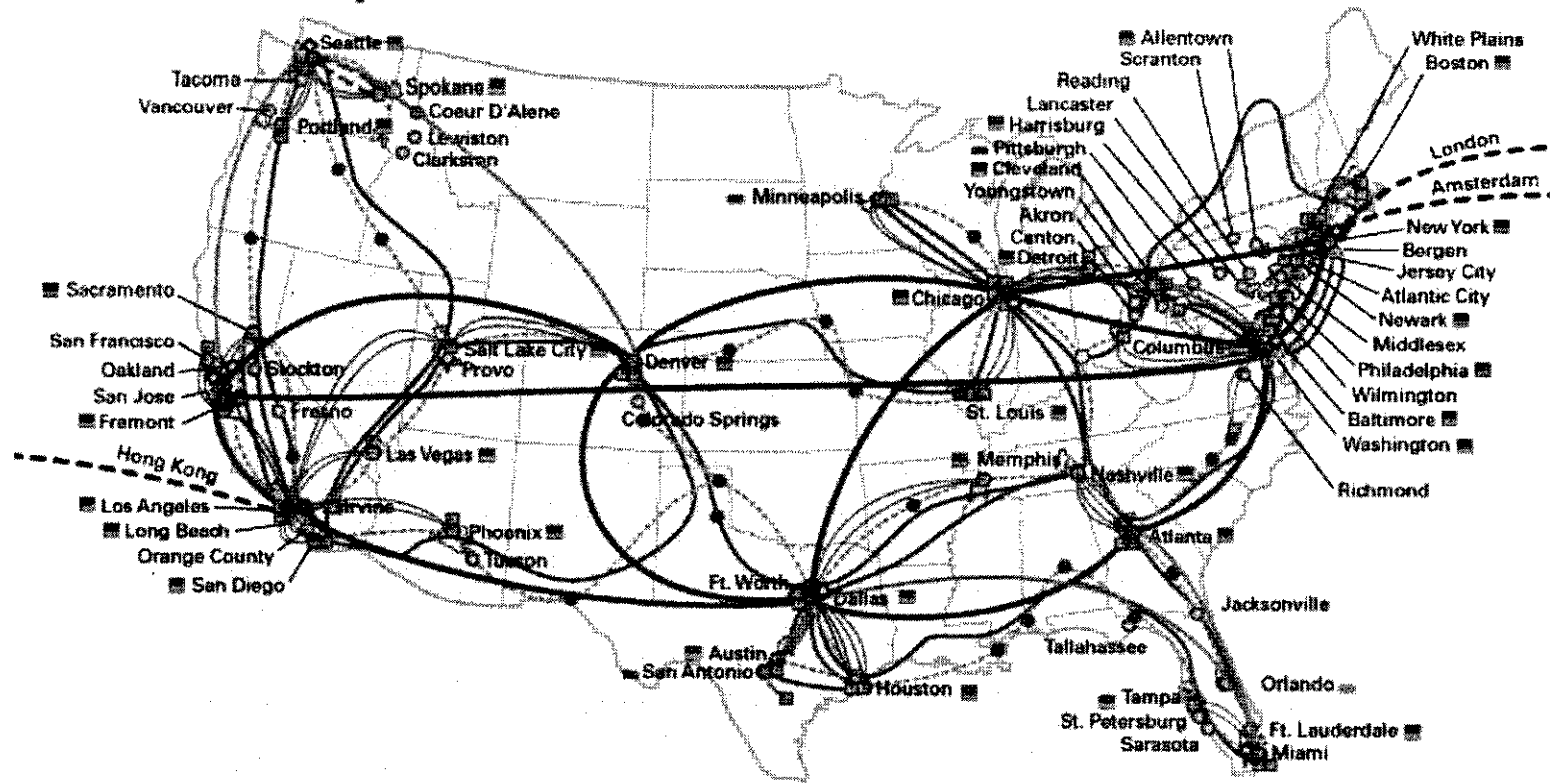 Seattle
Tacoma
Spokane
Vancouver
Coeur D'Alene
Portland
Lewiston
Clarkston
Sacramento
San Francisco
Oakland
Stockton
San Jose
Fremont
Fresno
Salt Lake City
Provo
Las Vegas
Hong Kong
Los Angeles
Irvine
Long Beach
Orange County
San Diego
Phoenix
Tucson
Denver
Colorado Springs
Minneapolis
Chicago
St. Louis
Memphis
Nashville
Ft. Worth
Dallas
Austin
San Antonio
Houston
Allentown
Scranton
Reading
Lancaster
Harrisburg
Pittsburgh
Cleveland
Youngstown
Akron
Canton
Detroit
Columbus
White Plains
Boston
London
Amsterdam
New York
Bergen
Jersey City
Atlantic City
Newark
Middlesex
Philadelphia
Wilmington
Baltimore
Washington
Richmond
Atlanta
Jacksonville
Tallahassee
Orlando
Tampa
St. Petersburg
Sarasota
Ft. Lauderdale
Miami